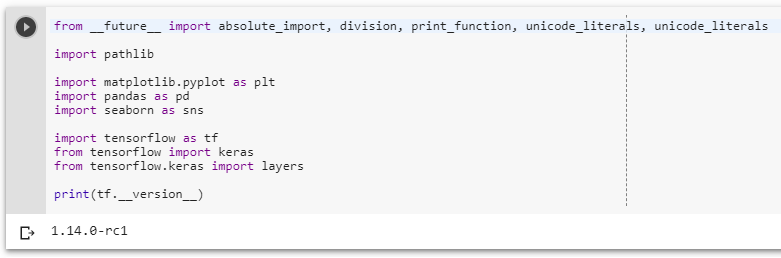 from __future__ import absolute_import, division, print_function, unicode_literals, unicode_literals
import pathlib
import matplotlib.pyplot as plt
import pandas as pd
import seaborn as sns
import tensorflow as tf
from tensorflow import keras
from tensorflow.keras import layers
print(tf.__version__)
1.14.0-rc1